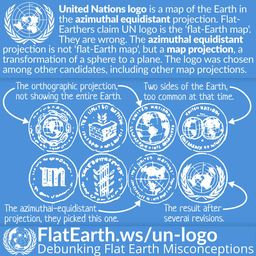 United Nations logo is a map of the Earth in
the azimuthal equidistant projection. Flat-
Earthers claim UN logo is the 'flat-Earth map'.
They are wrong. The azimuthal equidistant
projection is not 'flat-Earth map', but a map projection, a
transformation of a sphere to a plane. The logo was chosen
among other candidates, including other map projections.
The orthographic projection,
not showing the entire Earth.
Two sides of the Earth,
too common at that time.
The azimuthal-equidistant
projection, they picked this one.
The result after
several revisions.
FlatEarth.ws/un-logo
Debunking Flat Earth Misconceptions